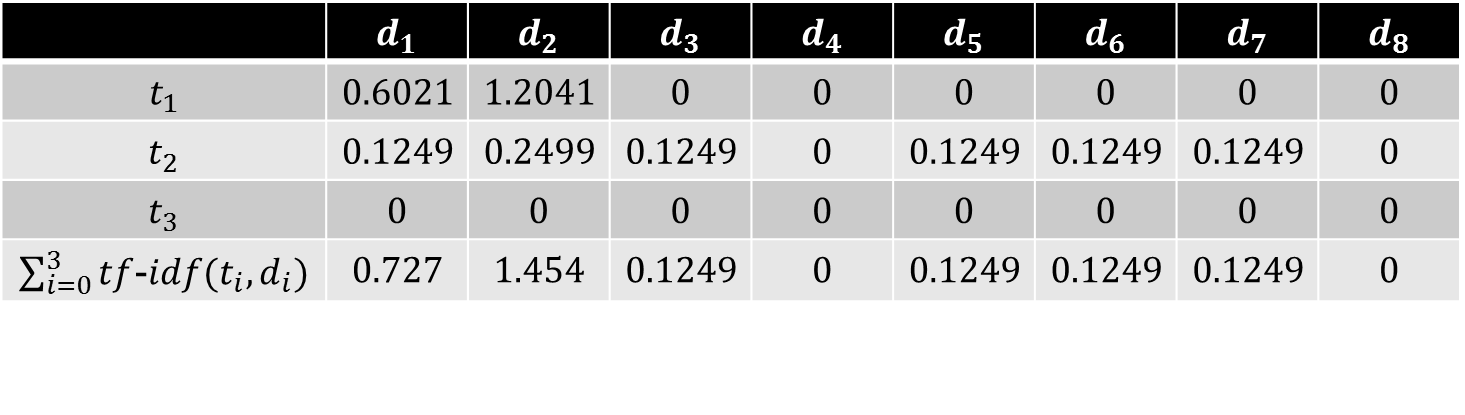 d₁ d₂ d₃ d₄ d₅ d₆ d₇ d₈
t₁ 0.6021 1.2041 0 0 0 0 0 0
t₂ 0.1249 0.2499 0.1249 0 0.1249 0.1249 0.1249 0
t₃ 0 0 0 0 0 0 0 0
∑³ᵢ₌₀ tf-idf(tᵢ, dᵢ) 0.727 1.454 0.1249 0 0.1249 0.1249 0.1249 0